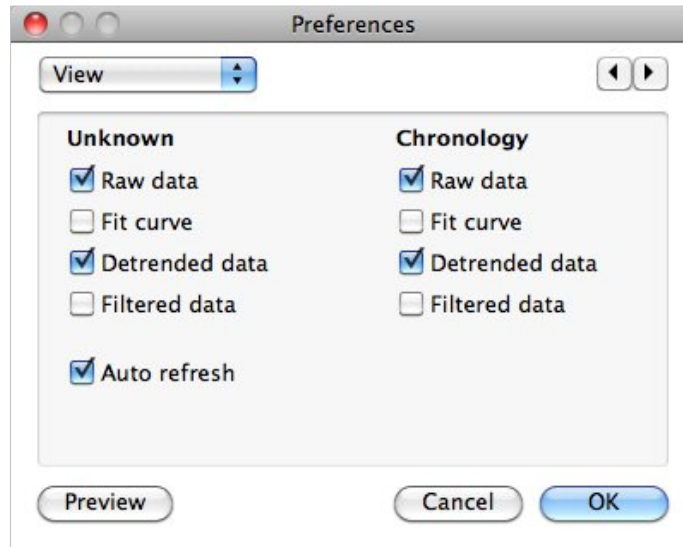 Preferences
View
Unknown
Raw data
Fit curve
Detrended data
Filtered data
Auto refresh
Chronology
Raw data
Fit curve
Detrended data
Filtered data
Preview
Cancel
OK